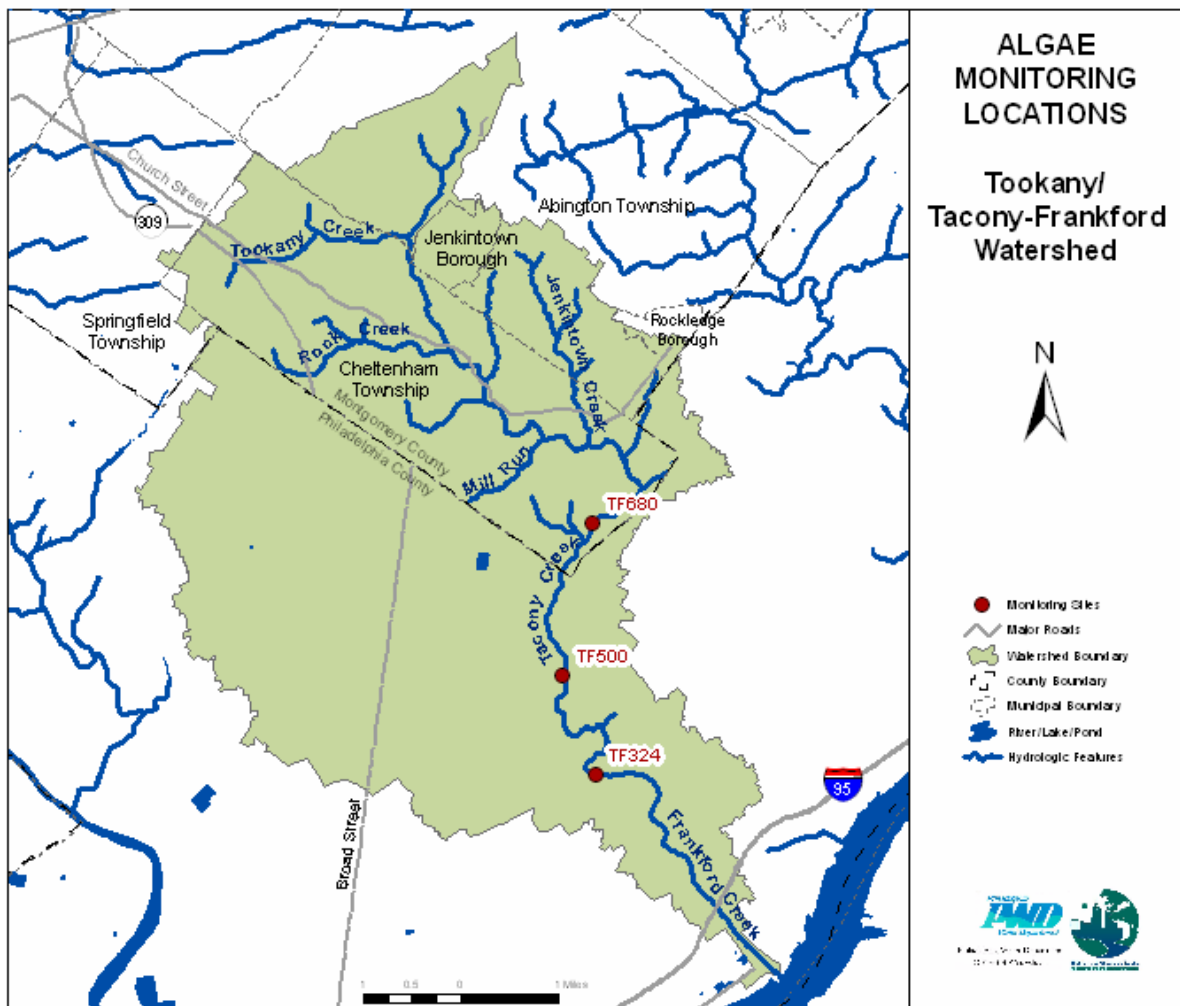 ALGAE
MONITORING
LOCATIONS
Tookany/
Tacony-Frankford
Watershed
N
Monitoring Sites
Major Roads
Watershed Boundary
County Boundary
Municipal Boundary
River/Lake/Pond
Hydrologic Features
PWD
Church Street
309
Tookany Creek
Jenkintown
Borough
Abington Township
Jenkintown Creek
Rockledge
Borough
Springfield
Township
Rock Creek
Cheltenham
Township
Montgomery County
Philadelphia County
Mill Run
TF680
Tacony Creek
TF500
TF324
95
Frankford Creek
Broad Street
1 0.5 0 1 Miles